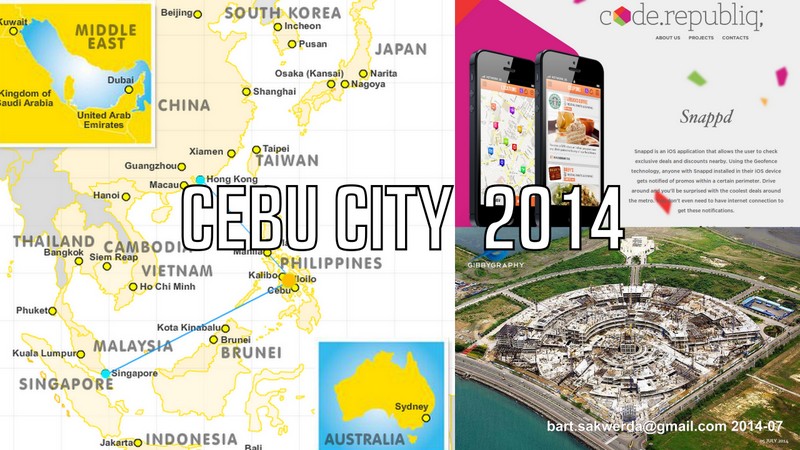 Kuwait
MIDDLE
EAST
Dubai
Kingdom of
Saudi Arabia
United Arab
Emirates
Beijing
SOUTH KOREA
Incheon
Pusan
JAPAN
Osaka (Kansai)
Narita
Nagoya
CHINA
Shanghai
Xiamen
Taipei
TAIWAN
Guangzhou
Macau
Hong Kong
Hanoi
CEBU CITY 2014
THAILAND
CAMBODIA
Bangkok
Siem Reap
VIETNAM
Ho Chi Minh
Manila
PHILIPPINES
Kalibo
Iloilo
Cebu
Phuket
Kota Kinabalu
Brunei
BRUNEI
MALAYSIA
Kuala Lumpur
Singapore
SINGAPORE
Jakarta
INDONESIA
Bali
Sydney
AUSTRALIA
c de.republiq;
ABOUT US PROJECTS CONTACTS
Snappd
Snappd is an iOS application that allows the user to check
exclusive deals and discounts nearby. Using the Geofence
technology, anyone with Snappd installed in their iOS device
gets notified of promos within a certain perimeter. Drive
around and you'll be surprised with the coolest deals around
the metro. don't even need to have internet connection to
get these notifications.
GIBBYGRAPHY
bart.sakwerda@gmail.com 2014-07
05 JULY 2014